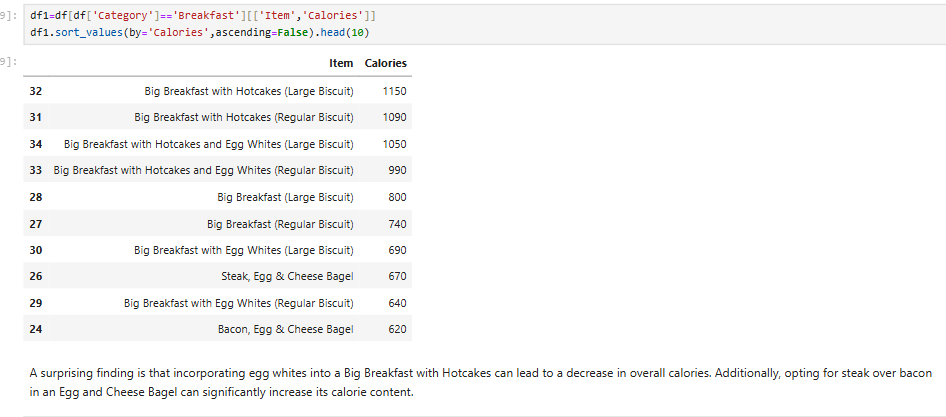 9]: df1=df[df['Category']=='Breakfast'][['Item','Calories']]
df1.sort_values(by='Calories',ascending=False).head(10)
9]:
Item Calories
32 Big Breakfast with Hotcakes (Large Biscuit) 1150
31 Big Breakfast with Hotcakes (Regular Biscuit) 1090
34 Big Breakfast with Hotcakes and Egg Whites (Large Biscuit) 1050
33 Big Breakfast with Hotcakes and Egg Whites (Regular Biscuit) 990
28 Big Breakfast (Large Biscuit) 800
27 Big Breakfast (Regular Biscuit) 740
30 Big Breakfast with Egg Whites (Large Biscuit) 690
26 Steak, Egg & Cheese Bagel 670
29 Big Breakfast with Egg Whites (Regular Biscuit) 640
24 Bacon, Egg & Cheese Bagel 620
A surprising finding is that incorporating egg whites into a Big Breakfast with Hotcakes can lead to a decrease in overall calories. Additionally, opting for steak over bacon
in an Egg and Cheese Bagel can significantly increase its calorie content.